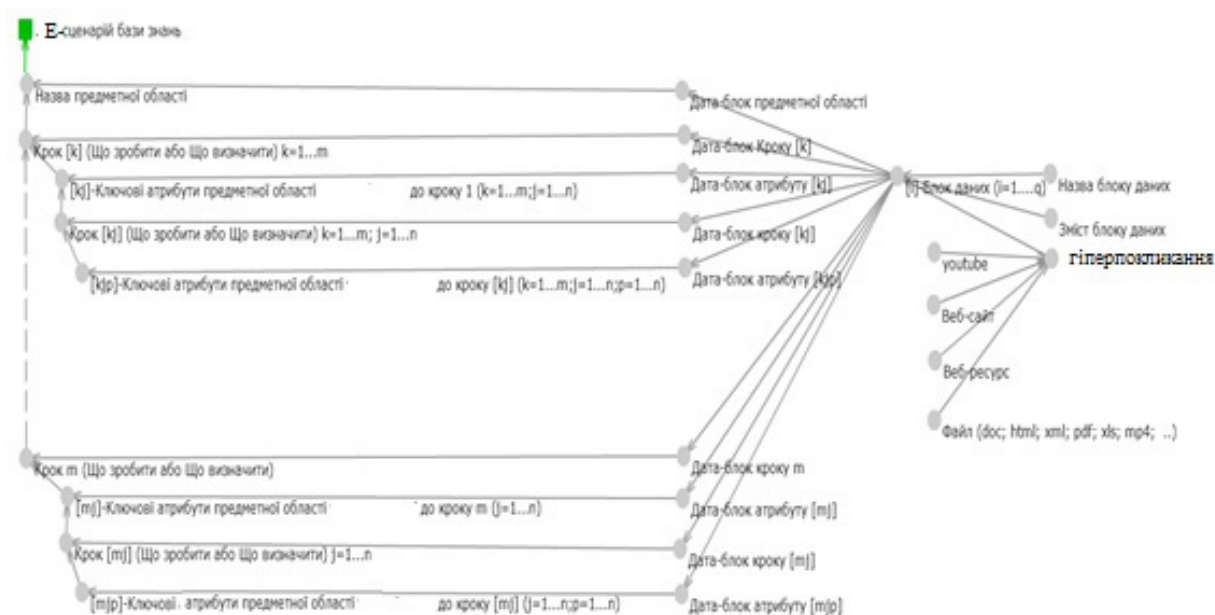 . Е-сценарій бази знань
Назва предметної області
Дата-блок предметної області
Крок [k] (Що зробити або Що визначити) k=1...m
Дата-блок Кроку [k]
[kj]-Ключові атрибути предметної області до кроку 1 (k=1...m;j=1...n)
Дата-блок атрибуту [kj]
[i] блок даних (i=1....q)
Назва блоку даних
Крок [kj] (Що зробити або Що визначити) k=1...m; j=1...n
Дата-блок кроку [kj]
Зміст блоку даних
[kjp]-Ключові атрибути предметної області до кроку [kj] (k=1...m;j=1...n;p=1...n)
Дата-блок атрибуту [kjp]
youtube
гіперпокликання
Веб-сайт
Веб-ресурс
Файл (doc; html; xml; pdf; xls; mp4; ..)
Крок m (Що зробити або Що визначити)
Дата-блок кроку m
[mj]-Ключові атрибути предметної області до кроку m (j=1...n)
Дата-блок атрибуту [mj]
Крок [mj] (Що зробити або Що визначити) j=1...n
Дата-блок кроку [mj]
[mjp]-Ключові. атрибути предметної області до кроку [mj] (j=1...n;p=1...n)
Дата-блок атрибуту [mjp]